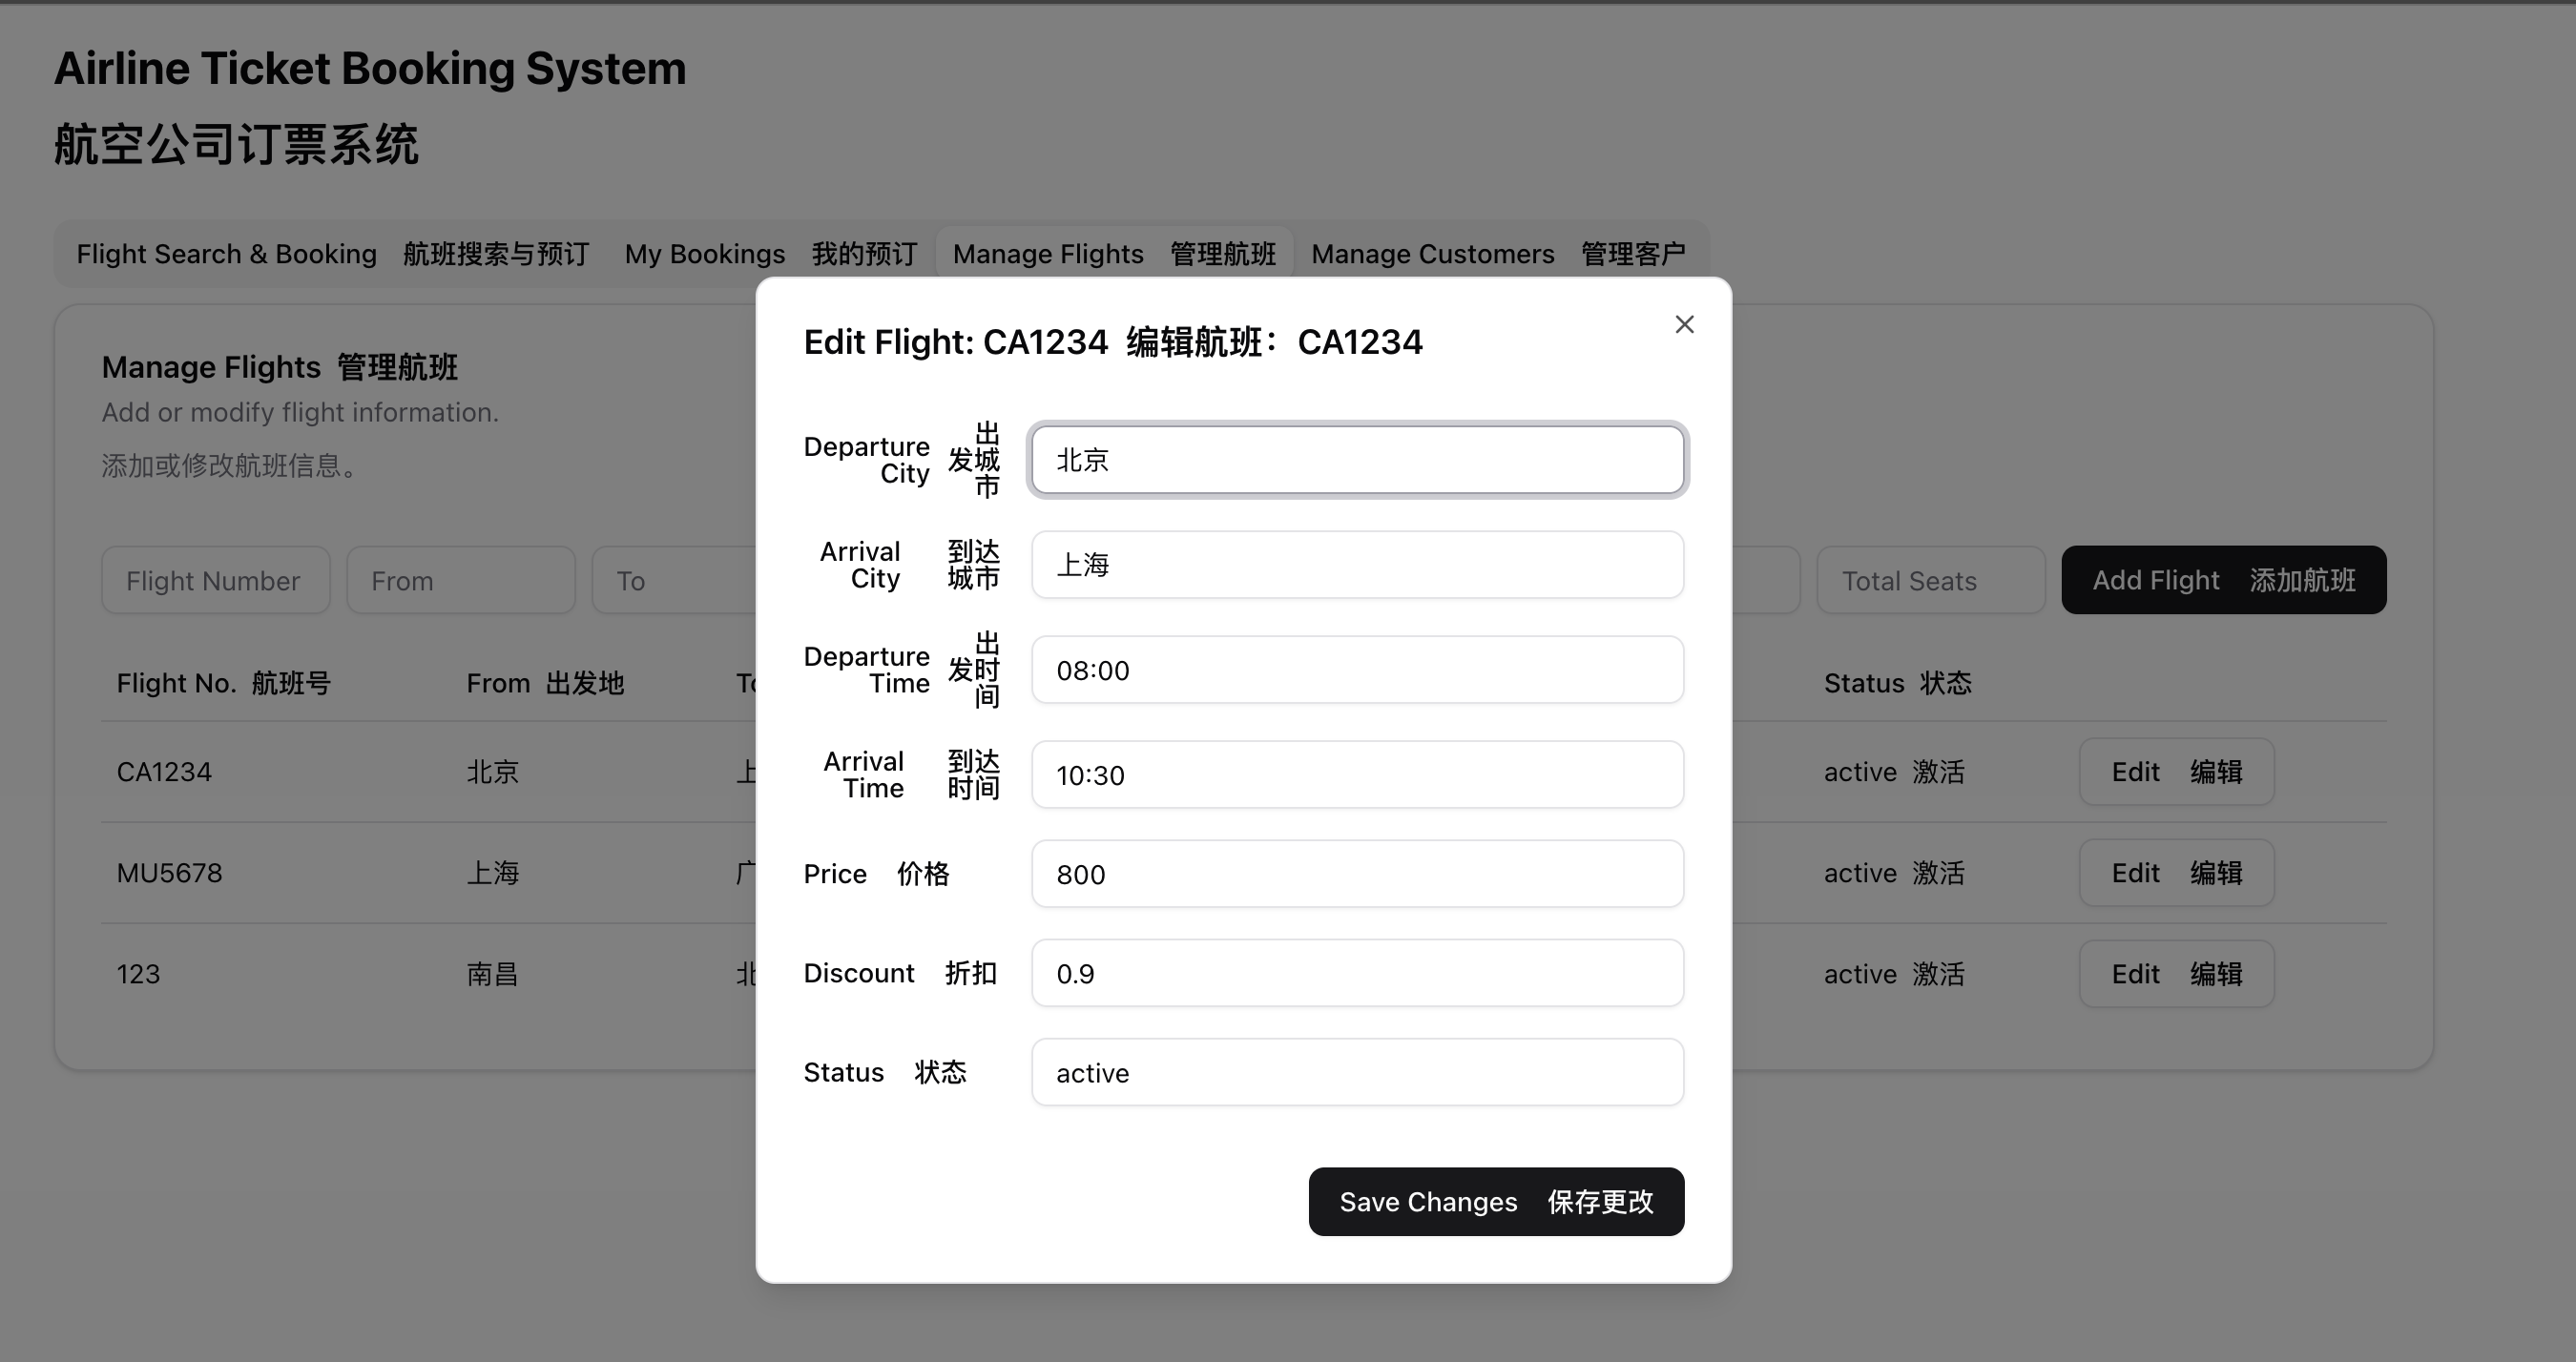 Airline Ticket Booking System
航空公司订票系统
Flight Search & Booking 航班搜索与预订 My Bookings 我的预订 Manage Flights 管理航班 Manage Customers 管理客户
Manage Flights 管理航班
Add or modify flight information.
添加或修改航班信息。
Flight Number From To Total Seats Add Flight 添加航班
Flight No. 航班号 From 出发地 Status 状态
CA1234 北京 上 active 激活 Edit 编辑
MU5678 上海 广 active 激活 Edit 编辑
123 南昌 北 active 激活 Edit 编辑
Edit Flight: CA1234 编辑航班：CA1234
Departure City 出发城市 北京
Arrival City 到达城市 上海
Departure Time 出发时间 08:00
Arrival Time 到达时间 10:30
Price 价格 800
Discount 折扣 0.9
Status 状态 active
Save Changes 保存更改